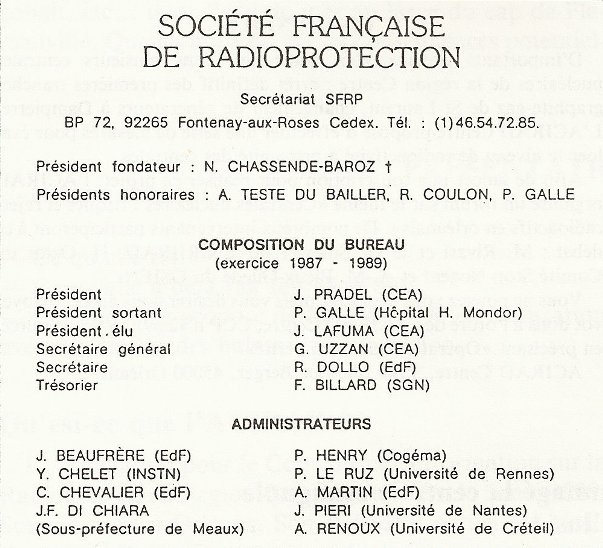 SOCIÉTÉ FRANÇAISE
DE RADIOPROTECTION
Secrétariat SFRP
BP 72, 92265 Fontenay-aux-Roses Cedex. Tél. : (1)46.54.72.85.
Président fondateur : N. CHASSENDE-BAROZ †
Présidents honoraires : A. TESTE DU BAILLER, R. COULON, P. GALLE
COMPOSITION DU BUREAU
(exercice 1987 - 1989)
Président J. PRADEL (CEA)
Président sortant P. GALLE (Hôpital H. Mondor)
Président élu J. LAFUMA (CEA)
Secrétaire général G. UZZAN (CEA)
Secrétaire R. DOLLO (EdF)
Trésorier F. BILLARD (SGN)
ADMINISTRATEURS
J. BEAUFRÈRE (EdF) P. HENRY (Cogéma)
Y. CHELET (INSTN) P. LE RUZ (Université de Rennes)
C. CHEVALIER (EdF) A. MARTIN (EdF)
J.F. DI CHIARA J. PIERI (Université de Nantes)
(Sous-préfecture de Meaux) A. RENOUX (Université de Créteil)